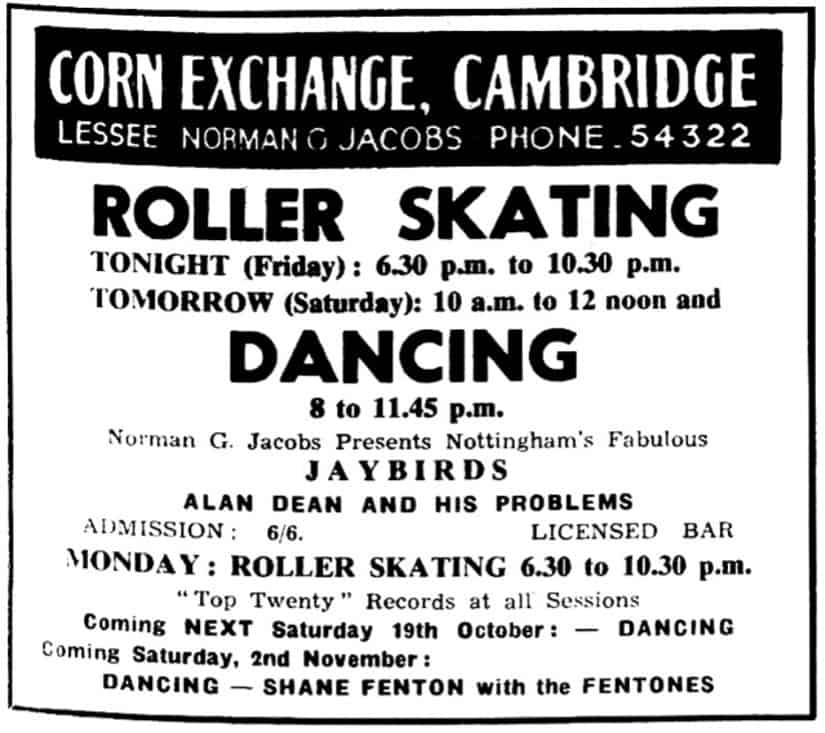 CORN EXCHANGE, CAMBRIDGE
LESSEE NORMAN G JACOBS PHONE. 54322
ROLLER SKATING
TONIGHT (Friday): 6.30 p.m. to 10.30 p.m.
TOMORROW (Saturday): 10 a.m. to 12 noon and
DANCING
8 to 11.45 p.m.
Norman G. Jacobs Presents Nottingham's Fabulous
JAYBIRDS
ALAN DEAN AND HIS PROBLEMS
ADMISSION: 6/6. LICENSED BAR
MONDAY: ROLLER SKATING 6.30 to 10.30 p.m.
"Top Twenty" Records at all Sessions
Coming NEXT Saturday 19th October: — DANCING
Coming Saturday, 2nd November:
DANCING — SHANE FENTON with the FENTONES